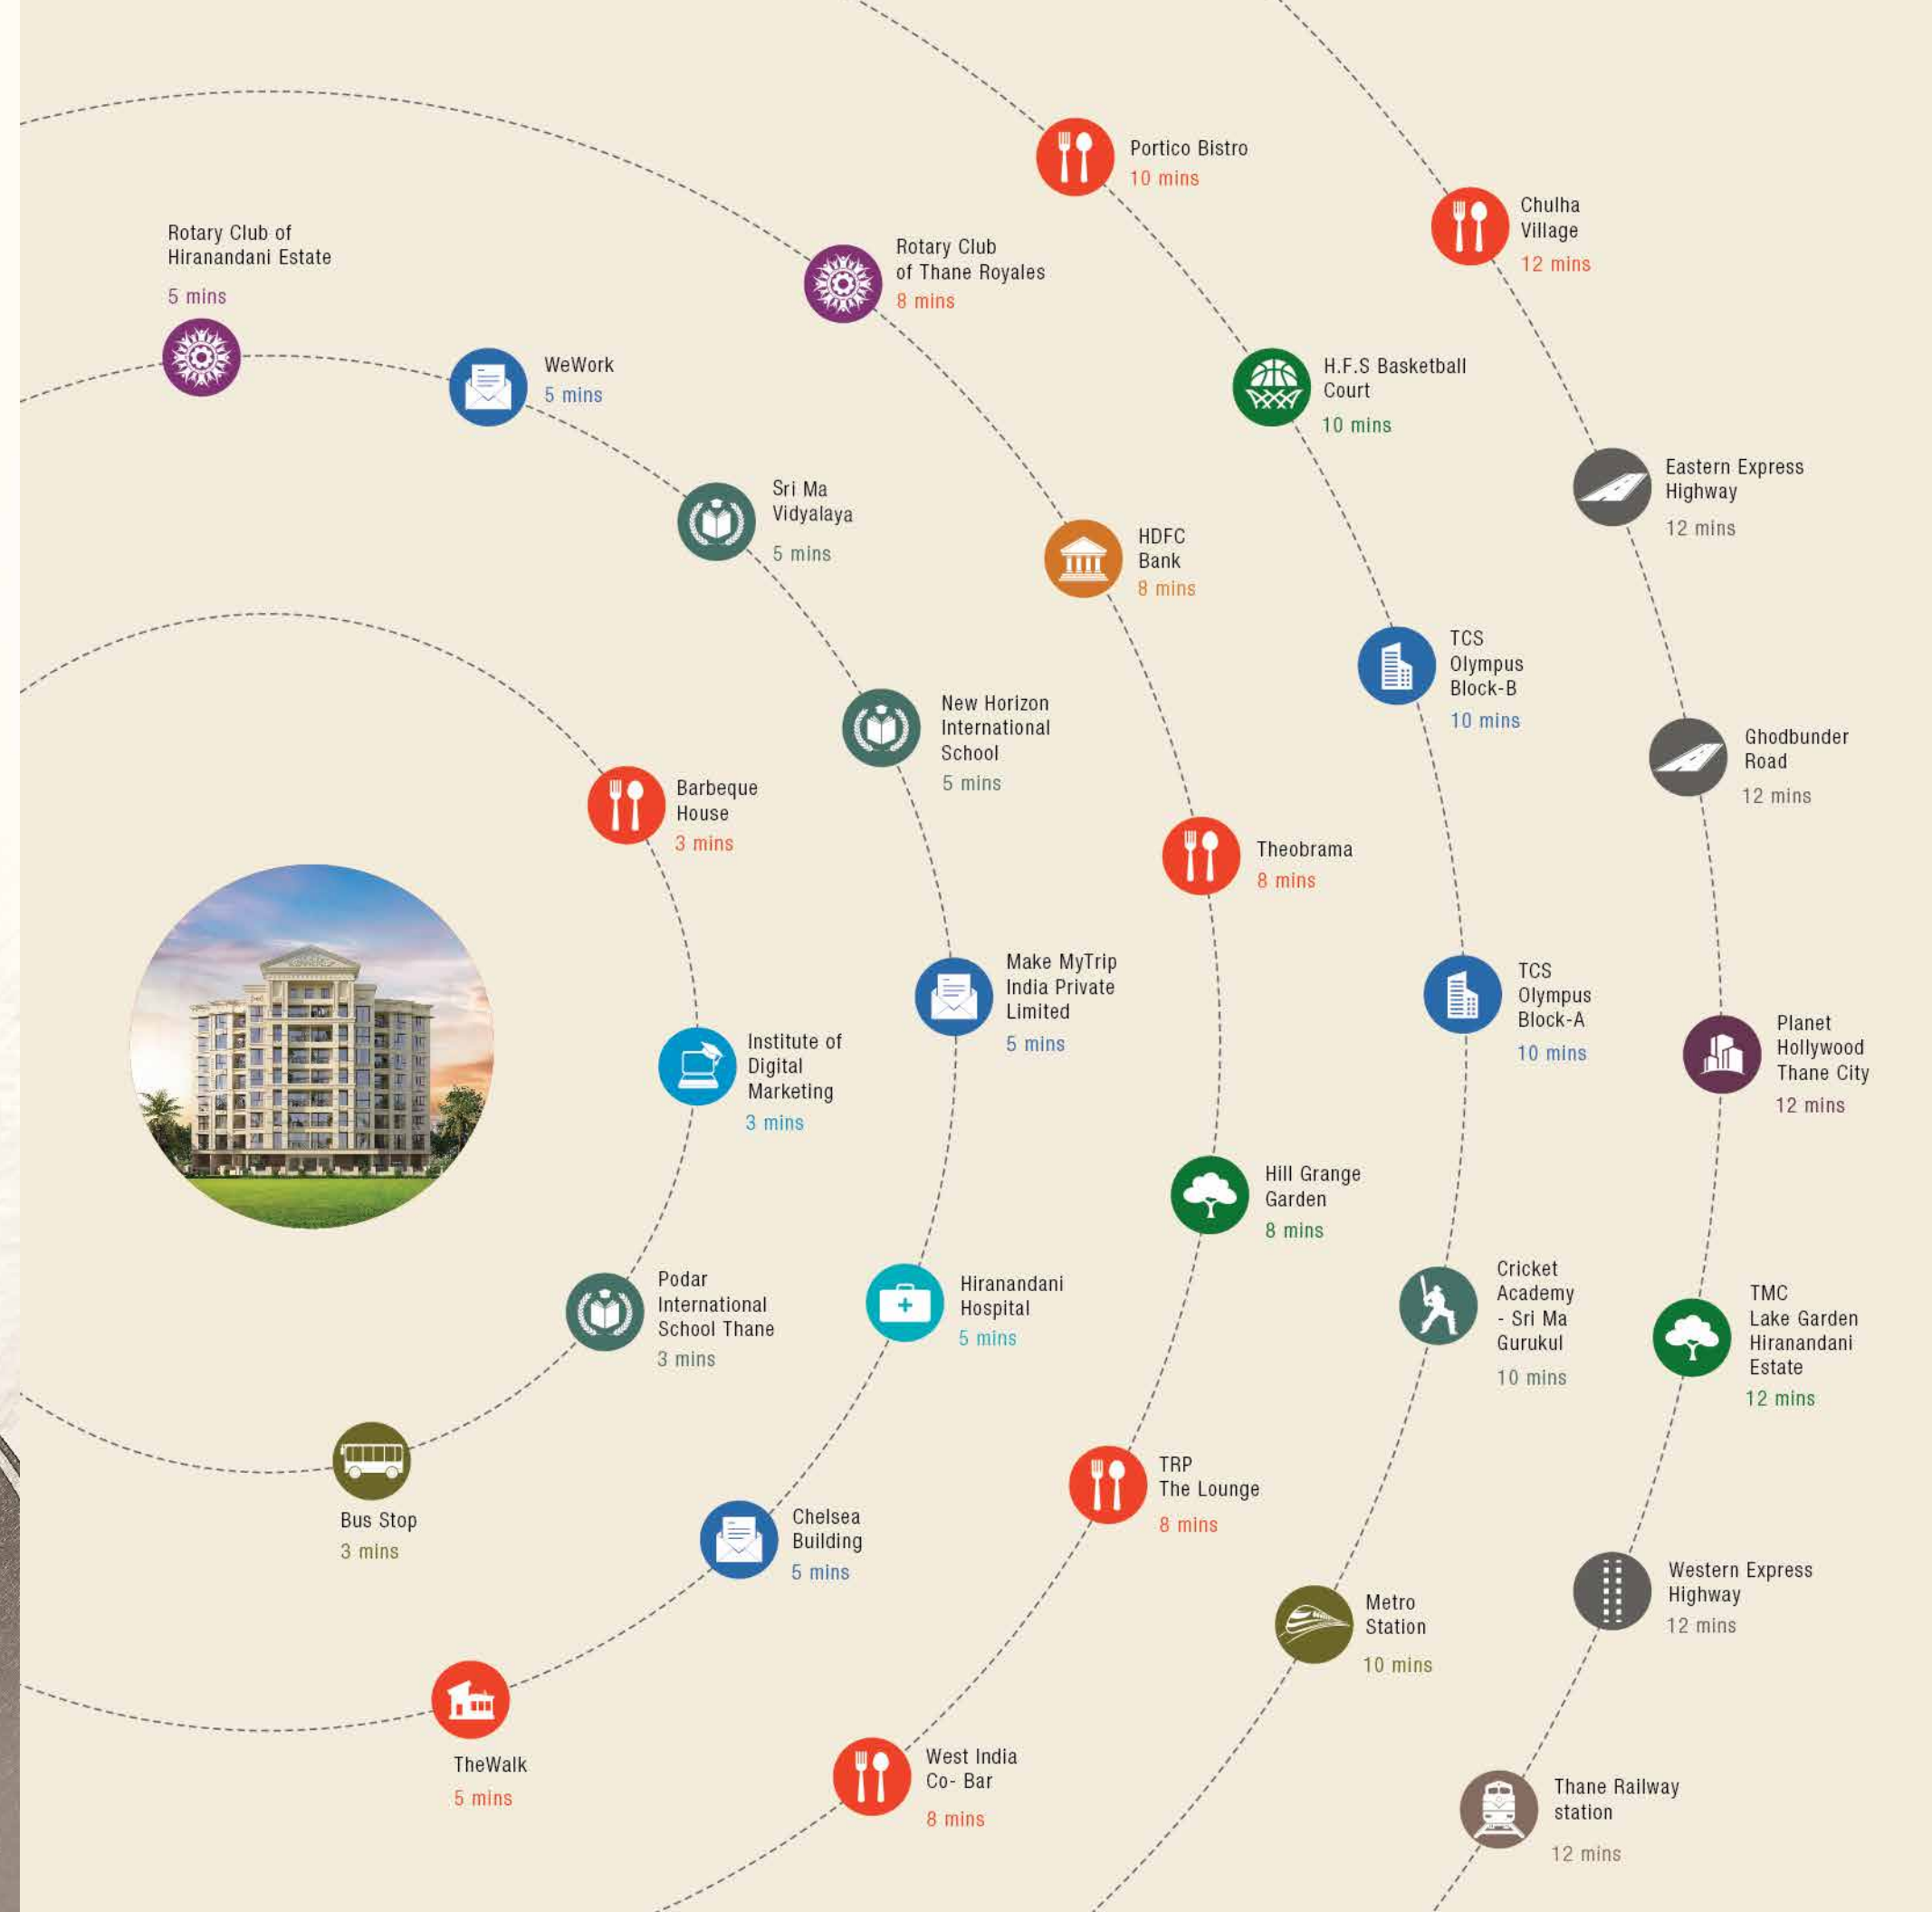 Portico Bistro
10 mins
Chulha
Village
12 mins
Rotary Club of
Hiranandani Estate
5 mins
Rotary Club
of Thane Royales
8 mins
WeWork
5 mins
H.F.S Basketball
Court
10 mins
Sri Ma
Vidyalaya
5 mins
Eastern Express
Highway
12 mins
HDFC
Bank
8 mins
TCS
Olympus
Block-B
10 mins
New Horizon
International
School
5 mins
Ghodbunder
Road
12 mins
Barbeque
House
3 mins
Theobrama
8 mins
Make MyTrip
India Private
Limited
5 mins
TCS
Olympus
Block-A
10 mins
Institute of
Digital
Marketing
3 mins
Planet
Hollywood
Thane City
12 mins
Hill Grange
Garden
8 mins
Podar
International
School Thane
3 mins
Hiranandani
Hospital
5 mins
Cricket
Academy
- Sri Ma
Gurukul
10 mins
TMC
Lake Garden
Hiranandani
Estate
12 mins
TRP
The Lounge
8 mins
Bus Stop
3 mins
Chelsea
Building
5 mins
Western Express
Highway
12 mins
Metro
Station
10 mins
TheWalk
5 mins
West India
Co- Bar
8 mins
Thane Railway
station
12 mins